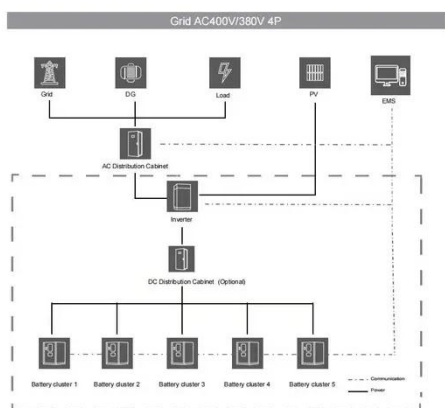 Grid AC400V/380V 4P
Grid
DG
Load
PV
EMS
AC Distribution Cabinet
Inverter
DC Distribution Cabinet (Optional)
Battery cluster 1
Battery cluster 2
Battery cluster 3
Battery cluster 4
Battery cluster 5
Communication
Power